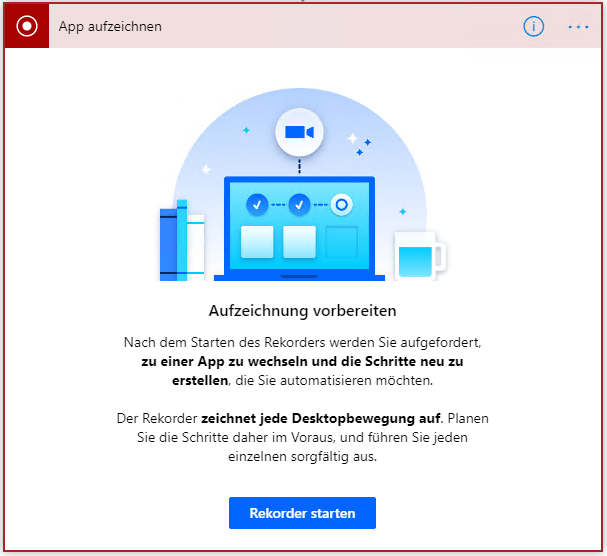 App aufzeichnen
Aufzeichnung vorbereiten
Nach dem Starten des Rekorders werden Sie aufgefordert,
zu einer App zu wechseln und die Schritte neu zu
erstellen, die Sie automatisieren möchten.
Der Rekorder zeichnet jede Desktopbewegung auf. Planen
Sie die Schritte daher im Voraus, und führen Sie jeden
einzelnen sorgfältig aus.
Rekorder starten